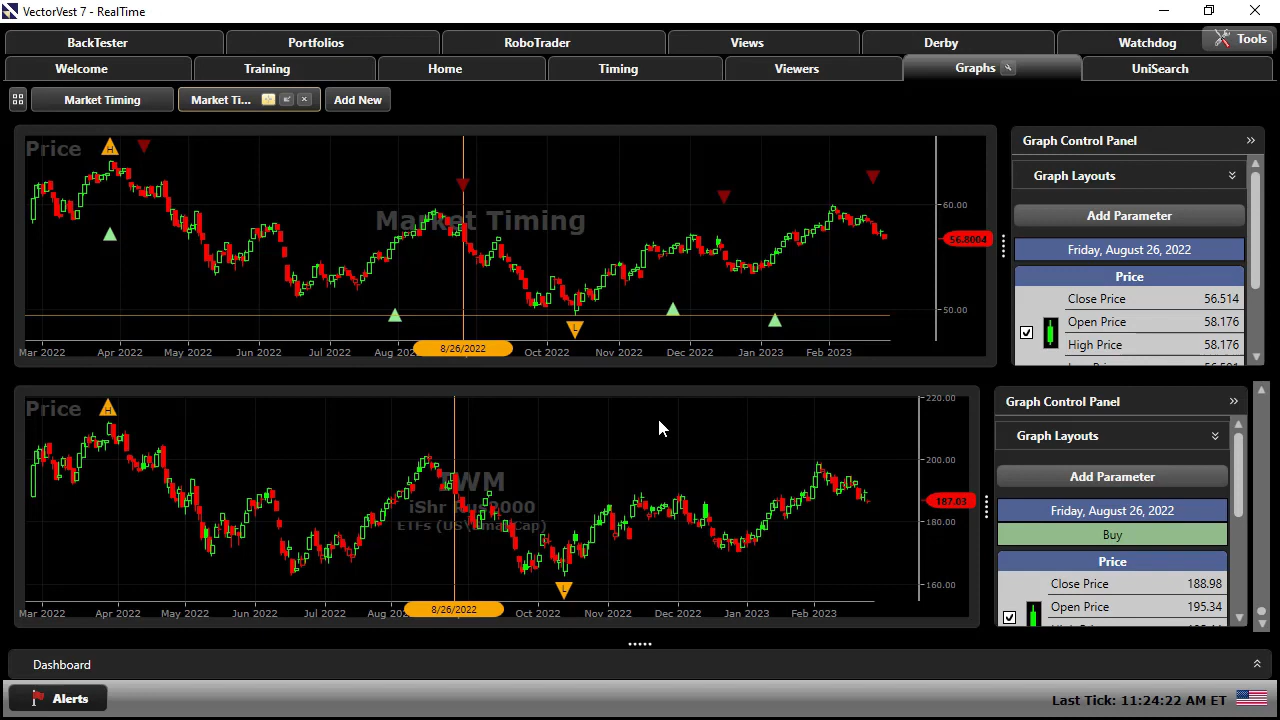 VectorVest 7 - RealTime
BackTester Portfolios RoboTrader Views Derby Watchdog Tools
Welcome Training Home Timing Viewers Graphs UniSearch
Market Timing Market Ti... Add New
Price
H
Market Timing
60.00
56.8004
50.00
L
Mar 2022 Apr 2022 May 2022 Jun 2022 Jul 2022 Aug 8/26/2022 Oct 2022 Nov 2022 Dec 2022 Jan 2023 Feb 2023
Graph Control Panel
Graph Layouts
Add Parameter
Friday, August 26, 2022
Price
Close Price 56.514
Open Price 58.176
High Price 58.176
Price
H
IWM
iShr Rus2000
ETFs (US)
Cap)
220.00
200.00
187.03
180.00
160.00
L
Mar 2022 Apr 2022 May 2022 Jun 2022 Jul 2022 Aug 8/26/2022 Oct 2022 Nov 2022 Dec 2022 Jan 2023 Feb 2023
Graph Control Panel
Graph Layouts
Add Parameter
Friday, August 26, 2022
Buy
Price
Close Price 188.98
Open Price 195.34
Dashboard
Alerts
Last Tick: 11:24:22 AM ET